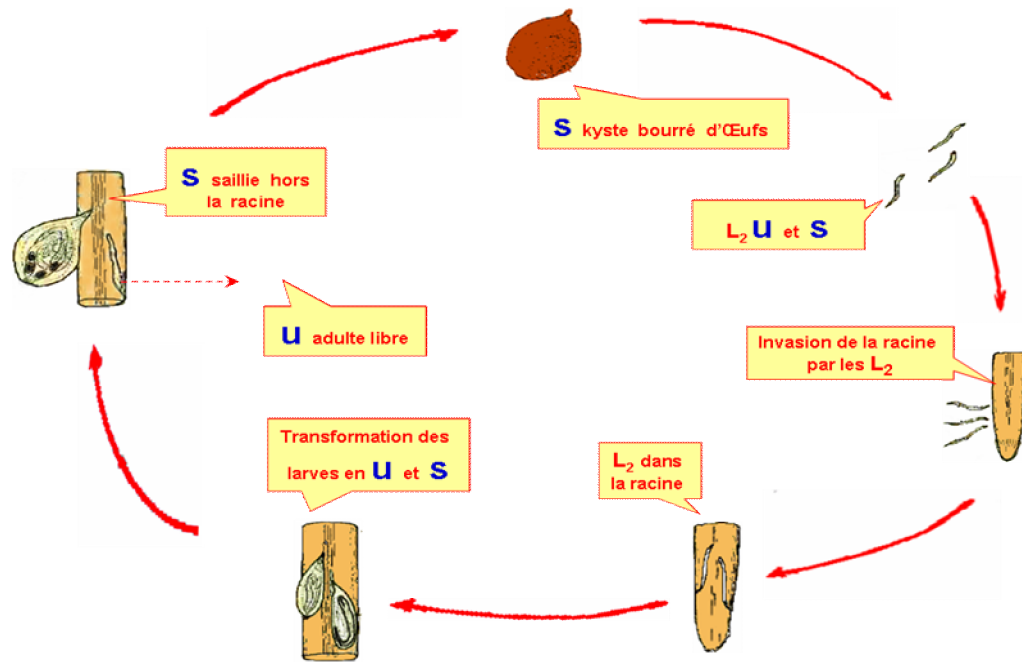 s kyste bourré d'Œufs
s saillie hors
la racine
L2 u et s
u adulte libre
Invasion de la racine
par les L2
Transformation des
larves en u et s
L2 dans
la racine